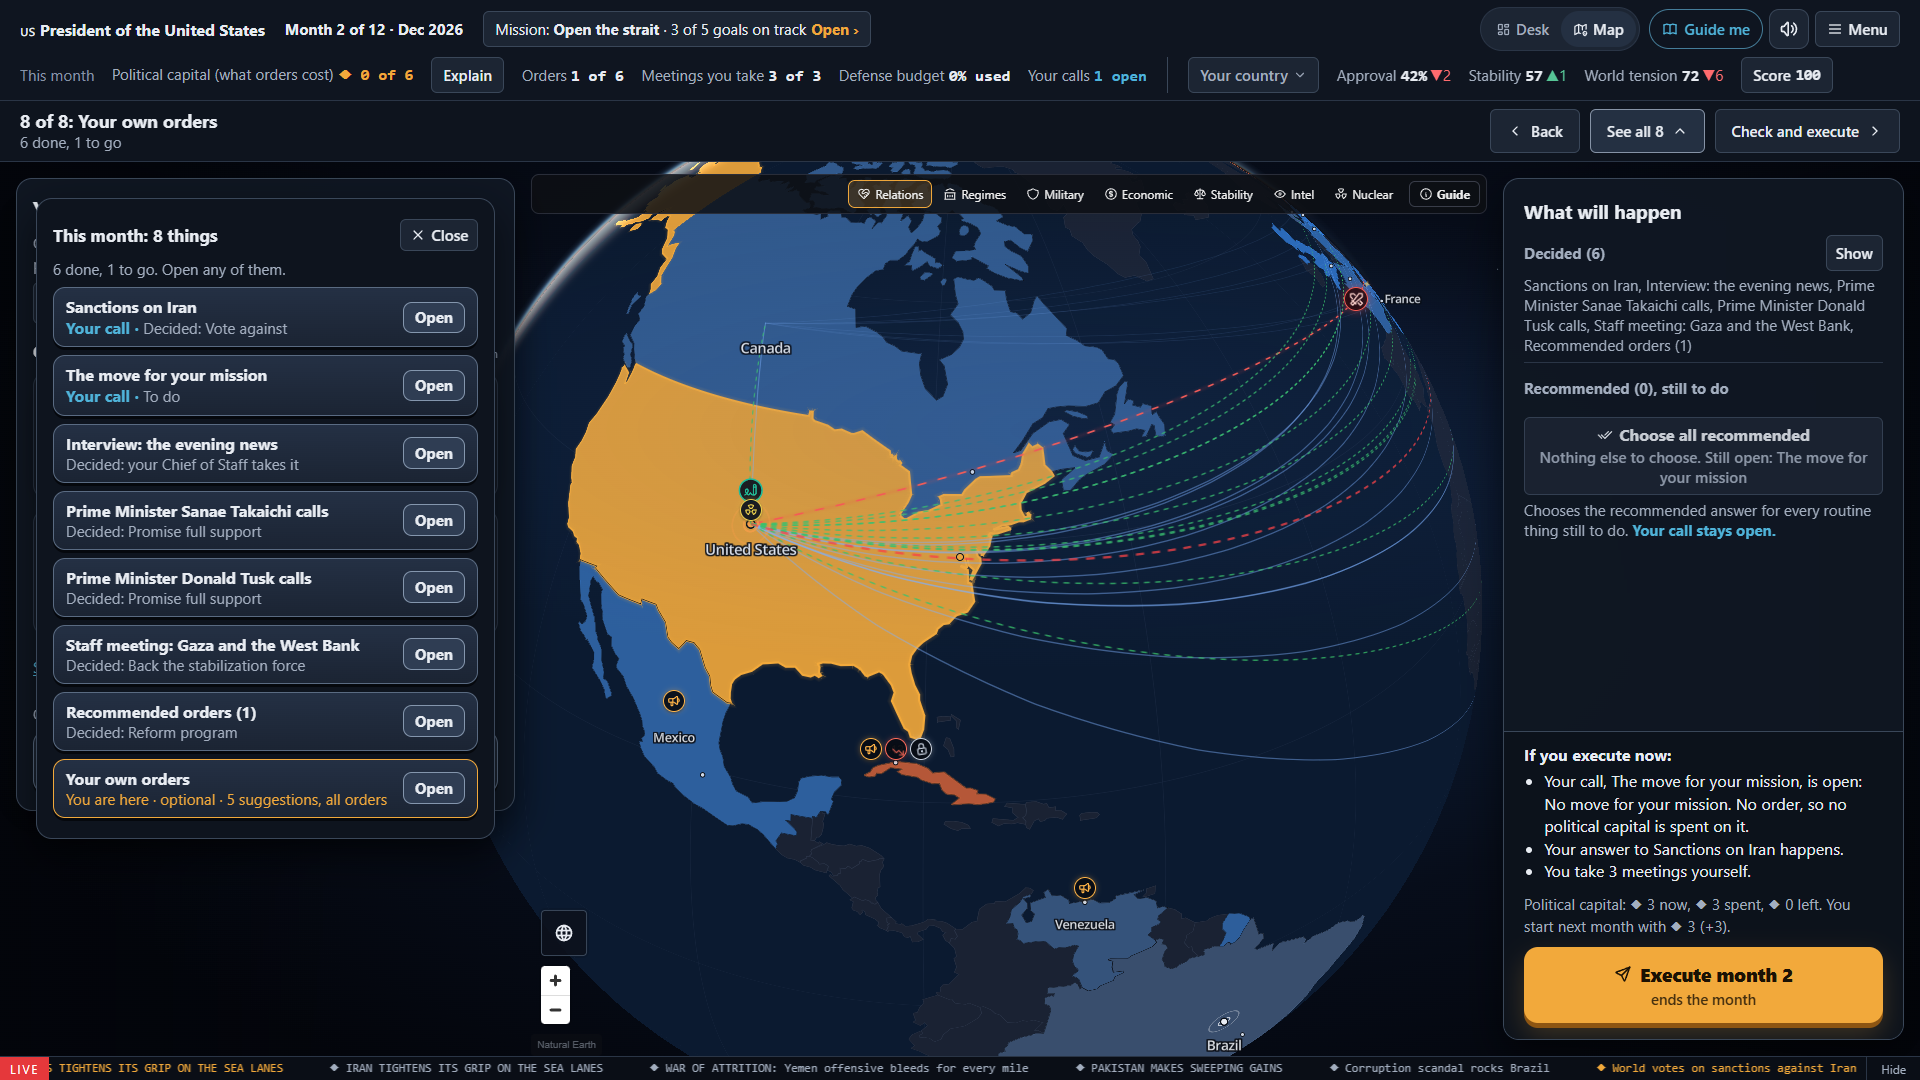 US President of the United States
Month 2 of 12 · Dec 2026
Mission: Open the strait · 3 of 5 goals on track Open ›
Desk
Map
Guide me
Menu
This month
Political capital (what orders cost) ◆ 0 of 6
Explain
Orders 1 of 6
Meetings you take 3 of 3
Defense budget 0% used
Your calls 1 open
Your country
Approval 42% ▼2
Stability 57 ▲1
World tension 72 ▼6
Score 100
8 of 8: Your own orders
6 done, 1 to go
Back
See all 8
Check and execute
This month: 8 things
Close
6 done, 1 to go. Open any of them.
Sanctions on Iran
Your call · Decided: Vote against
Open
The move for your mission
Your call · To do
Open
Interview: the evening news
Decided: your Chief of Staff takes it
Open
Prime Minister Sanae Takaichi calls
Decided: Promise full support
Open
Prime Minister Donald Tusk calls
Decided: Promise full support
Open
Staff meeting: Gaza and the West Bank
Decided: Back the stabilization force
Open
Recommended orders (1)
Decided: Reform program
Open
Your own orders
You are here · optional · 5 suggestions, all orders
Open
Relations
Regimes
Military
Economic
Stability
Intel
Nuclear
Guide
France
Canada
United States
Mexico
Venezuela
Brazil
+
−
Natural Earth
What will happen
Decided (6)
Show
Sanctions on Iran, Interview: the evening news, Prime
Minister Sanae Takaichi calls, Prime Minister Donald
Tusk calls, Staff meeting: Gaza and the West Bank,
Recommended orders (1)
Recommended (0), still to do
Choose all recommended
Nothing else to choose. Still open: The move for
your mission
Chooses the recommended answer for every routine
thing still to do. Your call stays open.
If you execute now:
• Your call, The move for your mission, is open:
No move for your mission. No order, so no
political capital is spent on it.
• Your answer to Sanctions on Iran happens.
• You take 3 meetings yourself.
Political capital: ◆ 3 now, ◆ 3 spent, ◆ 0 left. You
start next month with ◆ 3 (+3).
Execute month 2
ends the month
LIVE
S TIGHTENS ITS GRIP ON THE SEA LANES
◆ IRAN TIGHTENS ITS GRIP ON THE SEA LANES
◆ WAR OF ATTRITION: Yemen offensive bleeds for every mile
◆ PAKISTAN MAKES SWEEPING GAINS
◆ Corruption scandal rocks Brazil
◆ World votes on sanctions against Iran
Hide